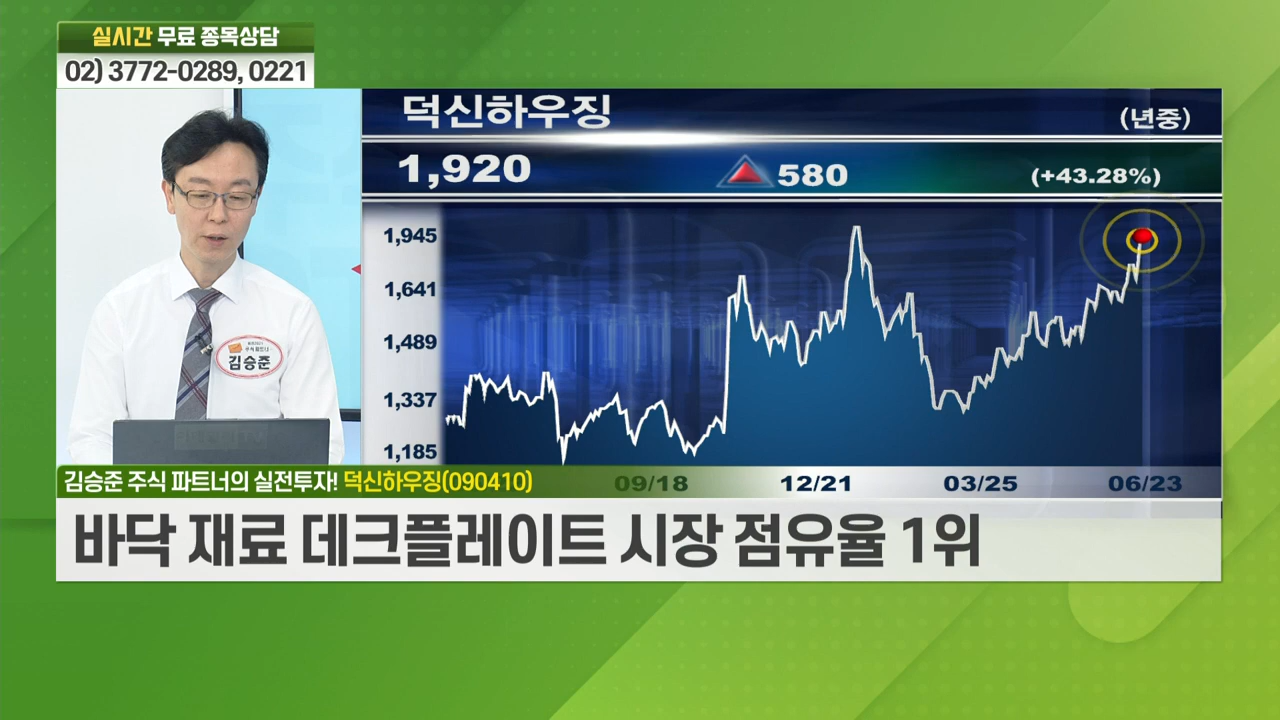 실시간 무료 종목상담
02) 3772-0289, 0221
덕신하우징
(년중)
1,920
580
(+43.28%)
1,945
1,641
1,489
1,337
1,185
09/18
12/21
03/25
06/23
김승준
김승준 주식 파트너의 실전투자! 덕신하우징(090410)
바닥 재료 데크플레이트 시장 점유율 1위